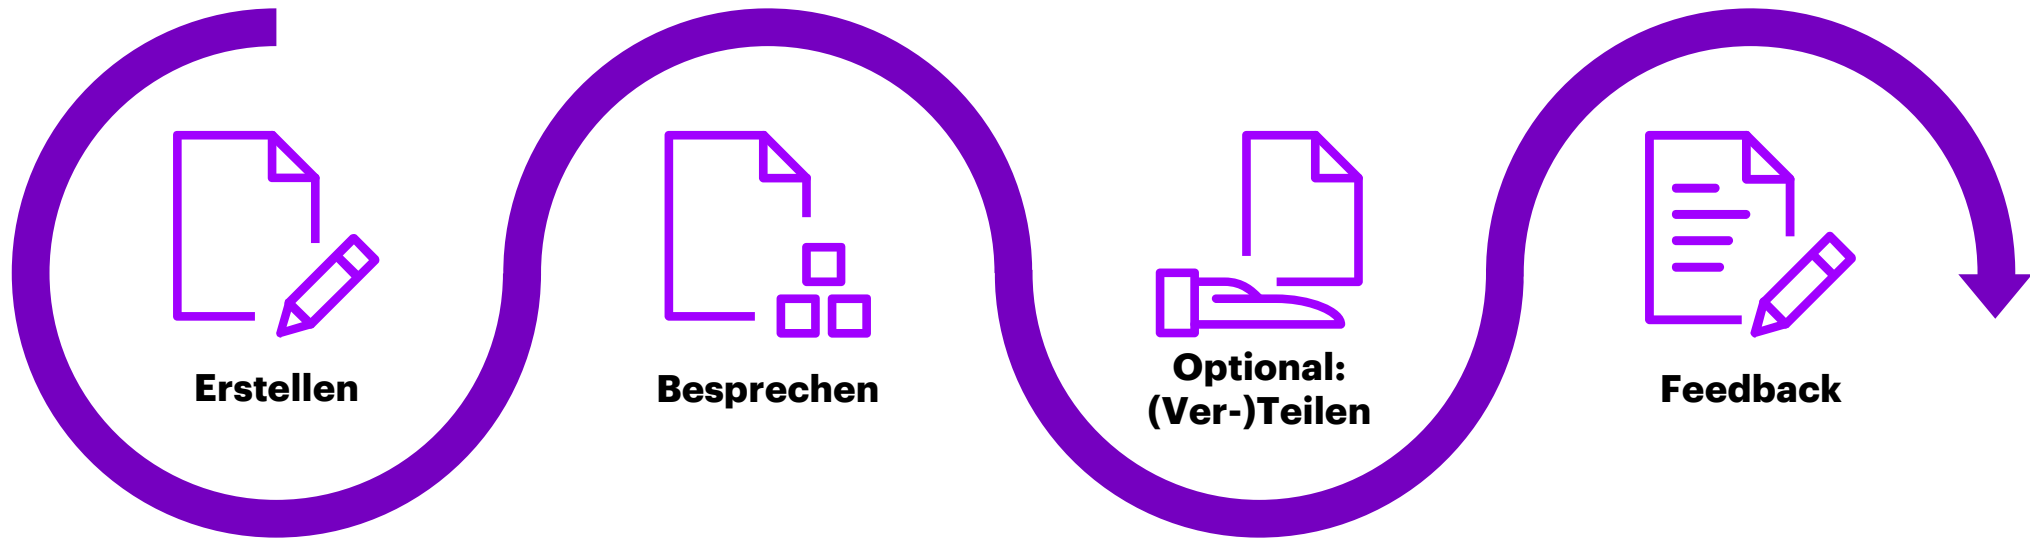 Erstellen
Besprechen
Optional:
(Ver-)Teilen
Feedback